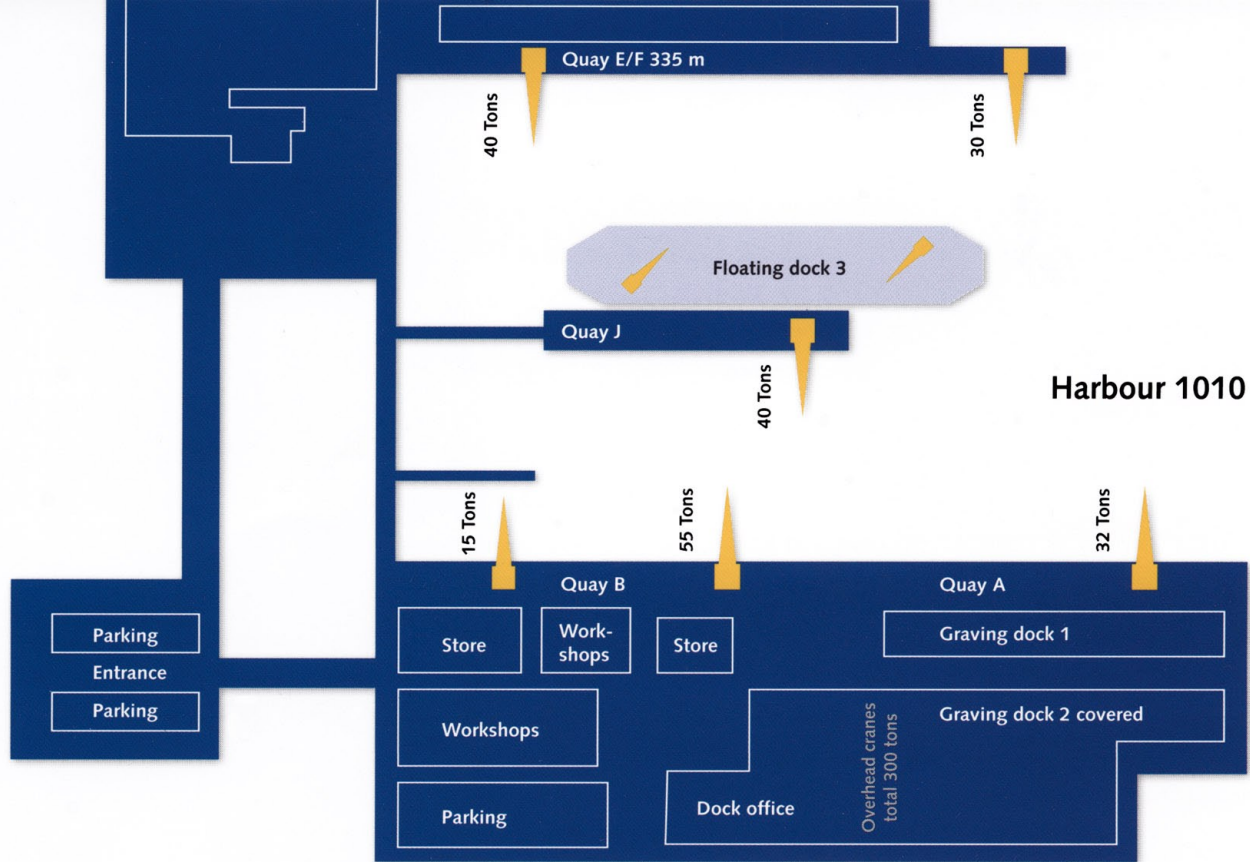 Quay E/F 335 m
40 Tons
30 Tons
Floating dock 3
Quay J
40 Tons
Harbour 1010
15 Tons
55 Tons
32 Tons
Quay B
Quay A
Parking
Entrance
Parking
Store
Work-
shops
Store
Graving dock 1
Workshops
Graving dock 2 covered
Overhead cranes
total 300 tons
Parking
Dock office